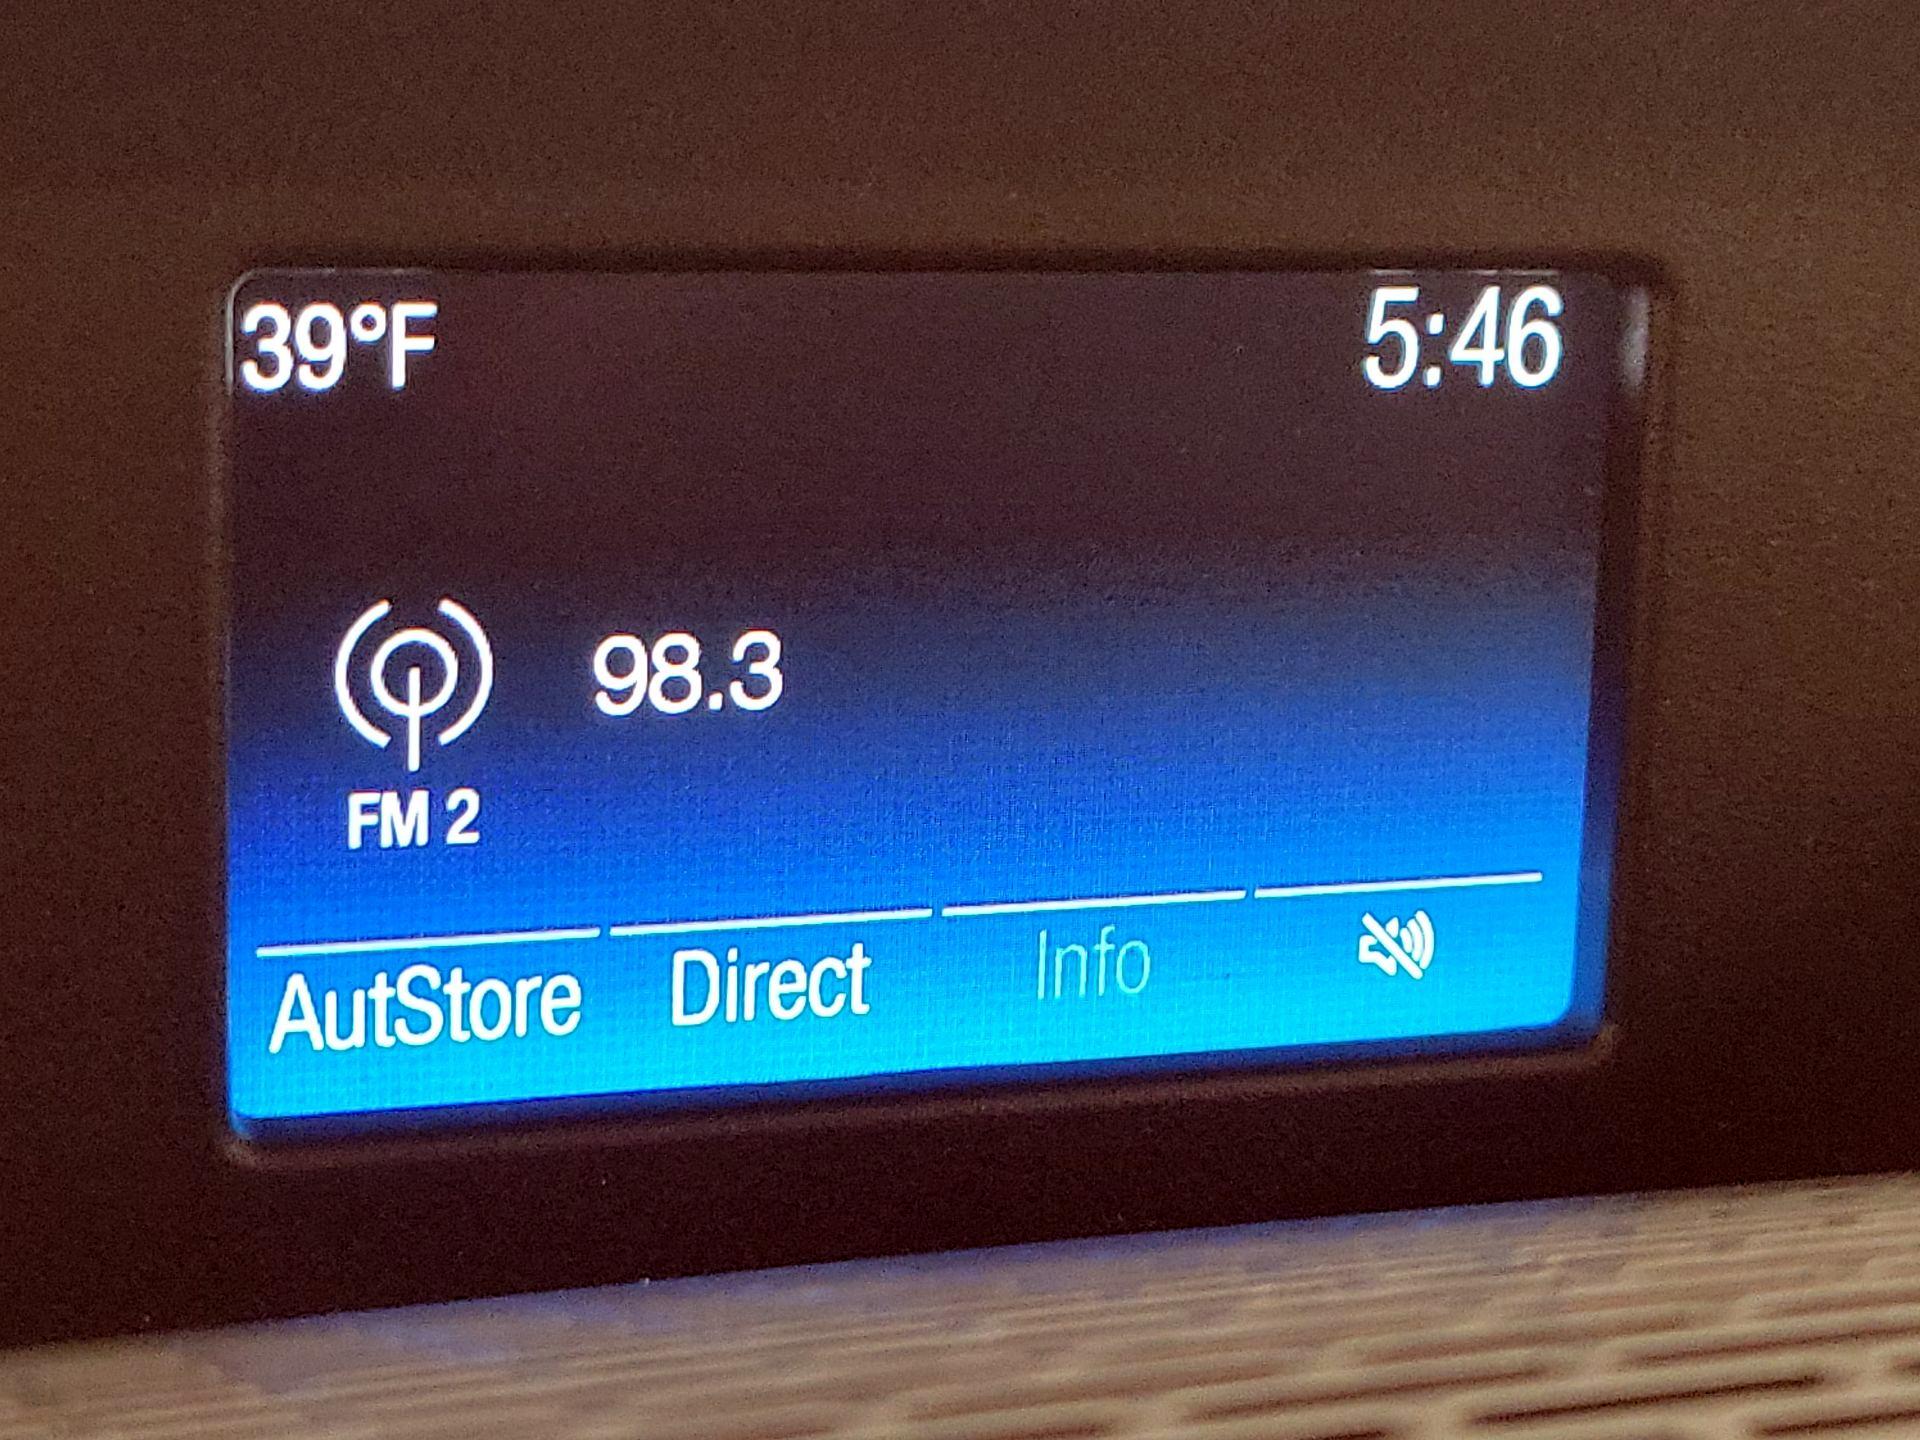 39°F 5:46
98.3
FM 2
AutStore Direct Info